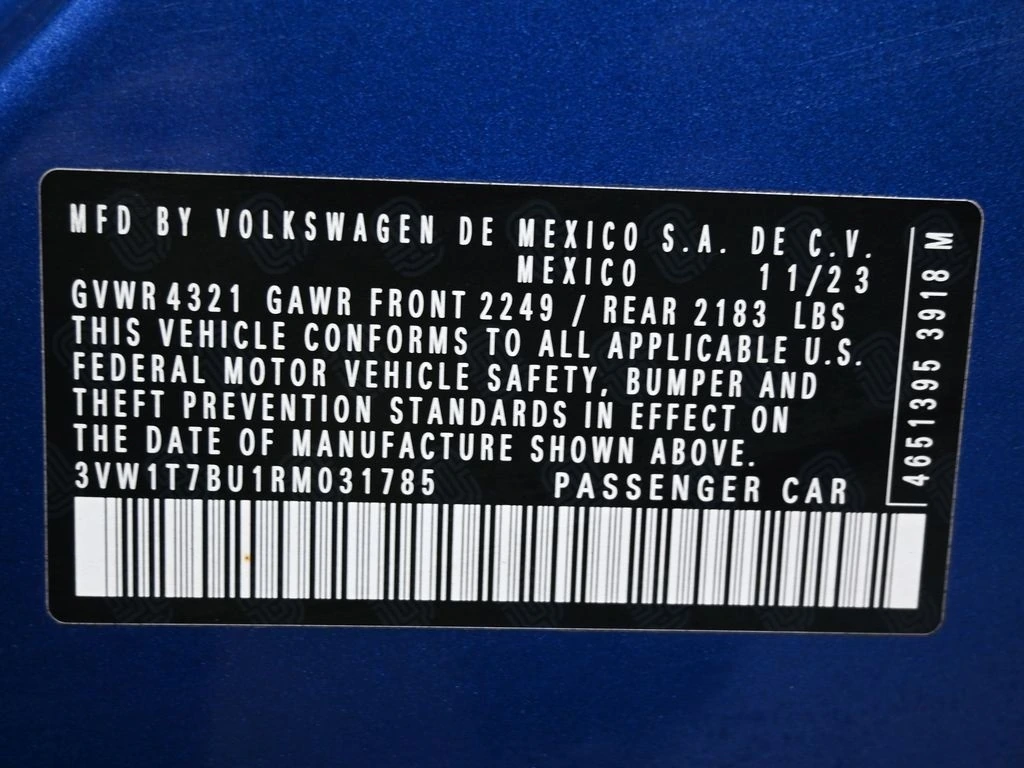 MFD BY VOLKSWAGEN DE MEXICO S.A. DE C.V.
MEXICO 11/23
GVWR 4321 GAWR FRONT 2249 / REAR 2183 LBS
THIS VEHICLE CONFORMS TO ALL APPLICABLE U.S.
FEDERAL MOTOR VEHICLE SAFETY, BUMPER AND
THEFT PREVENTION STANDARDS IN EFFECT ON
THE DATE OF MANUFACTURE SHOWN ABOVE.
3VW1T7BU1RM031785 PASSENGER CAR
4651395 3918 M